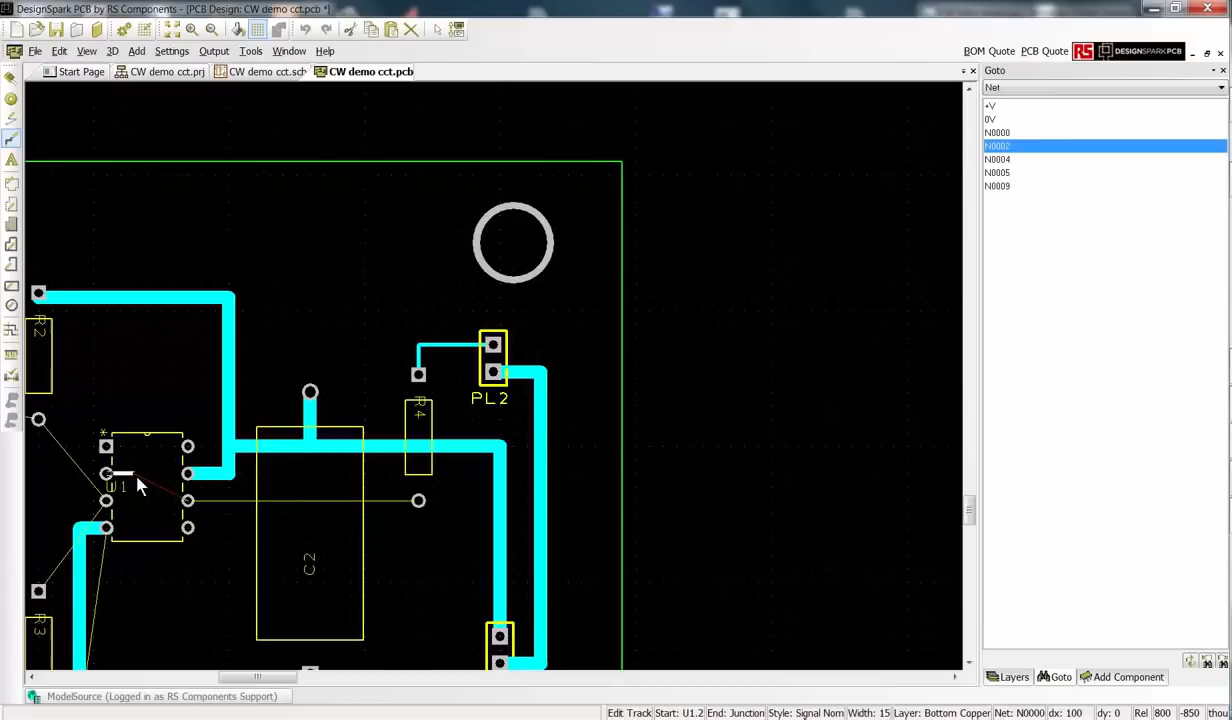 DesignSpark PCB by RS Components - [PCB Design: CW demo cct.pcb *]
File Edit View 3D Add Settings Output Tools Window Help
BOM Quote PCB Quote RS DESIGNSPARK PCB
Start Page CW demo cct.prj CW demo cct.sch CW demo cct.pcb
Goto
Net
+V
0V
N0000
N0002
N0004
N0005
N0009
R2
R4
PL2
*
U1
C2
R3
Layers Goto Add Component
ModelSource (Logged in as RS Components Support)
Edit Track Start: U1.2 End: Junction Style: Signal Nom Width: 15 Layer: Bottom Copper Net: N0000 dx: 100 dy: 0 Rel 800 -850 thou